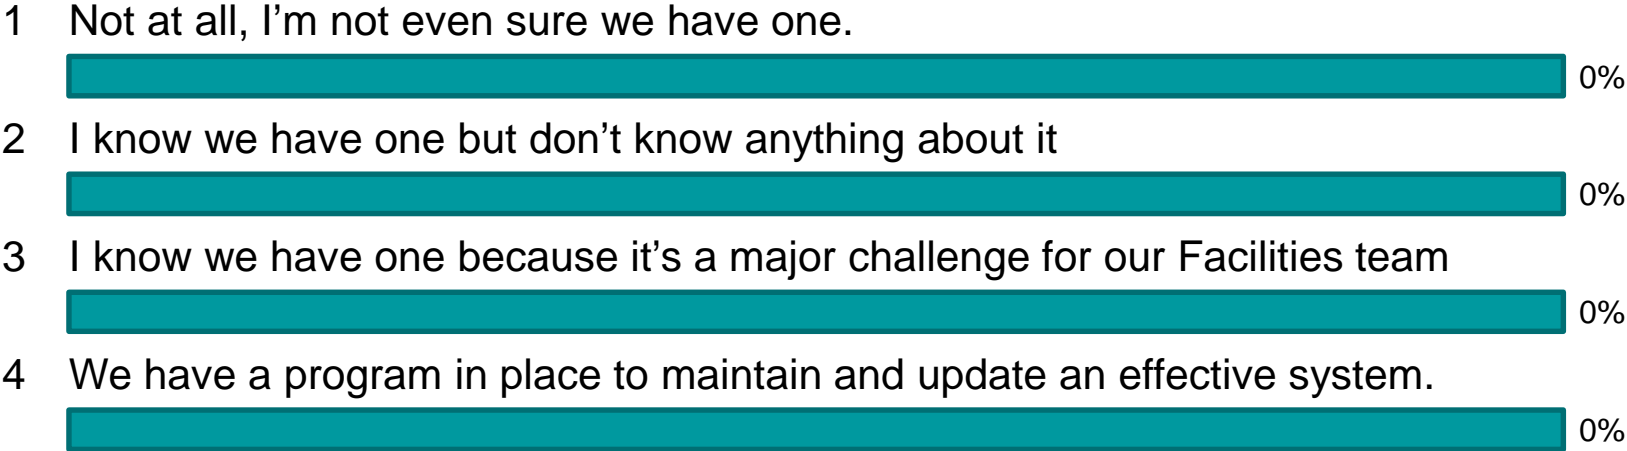 1 Not at all, I’m not even sure we have one.
0%
2 I know we have one but don’t know anything about it
0%
3 I know we have one because it’s a major challenge for our Facilities team
0%
4 We have a program in place to maintain and update an effective system.
0%